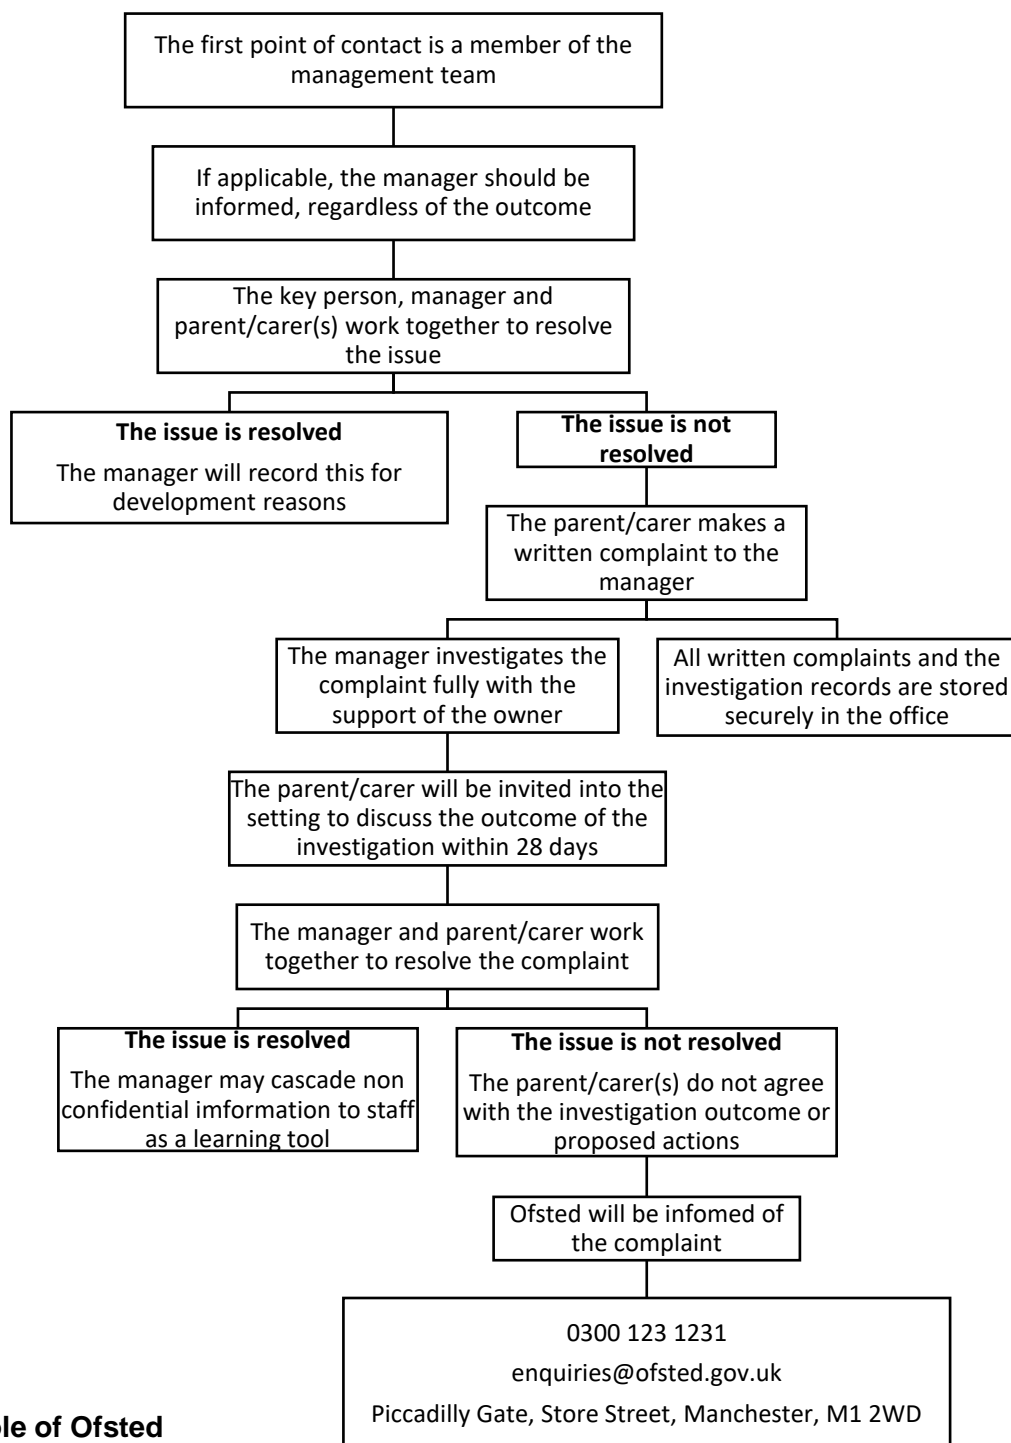 The first point of contact is a member of the
management team
If applicable, the manager should be
informed, regardless of the outcome
The key person, manager and
parent/carer(s) work together to resolve
the issue
The issue is resolved
The manager will record this for
development reasons
The issue is not
resolved
The parent/carer makes a
written complaint to the
manager
The manager investigates the
complaint fully with the
support of the owner
All written complaints and the
investigation records are stored
securely in the office
The parent/carer will be invited into the
setting to discuss the outcome of the
investigation within 28 days
The manager and parent/carer work
together to resolve the complaint
The issue is resolved
The manager may cascade non
confidential imformation to staff
as a learning tool
The issue is not resolved
The parent/carer(s) do not agree
with the investigation outcome or
proposed actions
Ofsted will be infomed of
the complaint
0300 123 1231
enquiries@ofsted.gov.uk
Piccadilly Gate, Store Street, Manchester, M1 2WD
of Ofsted